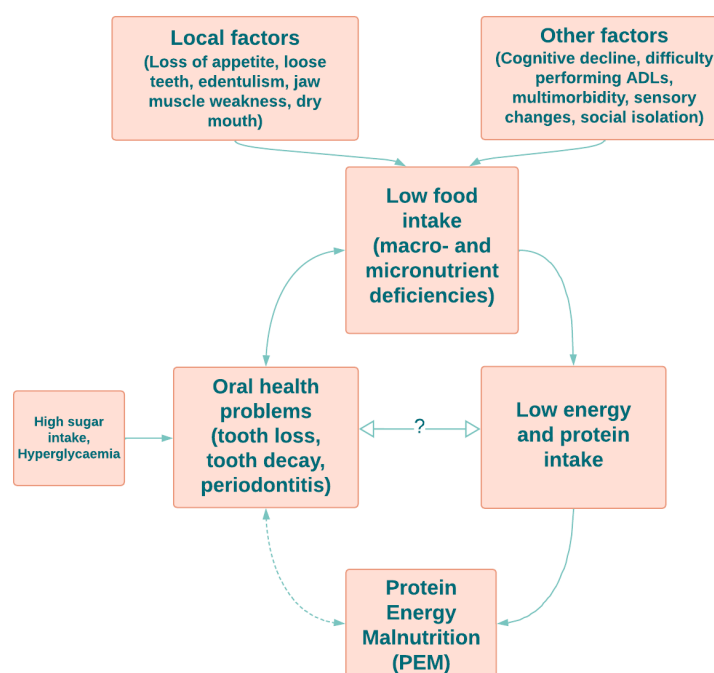 Local factors
(Loss of appetite, loose
teeth, edentulism, jaw
muscle weakness, dry
mouth)
Other factors
(Cognitive decline, difficulty
performing ADLs,
multimorbidity, sensory
changes, social isolation)
Low food
intake
(macro- and
micronutrient
deficiencies)
High sugar
intake,
Hyperglycaemia
Oral health
problems
(tooth loss,
tooth decay,
periodontitis)
?
Low energy
and protein
intake
Protein
Energy
Malnutrition
(PEM)